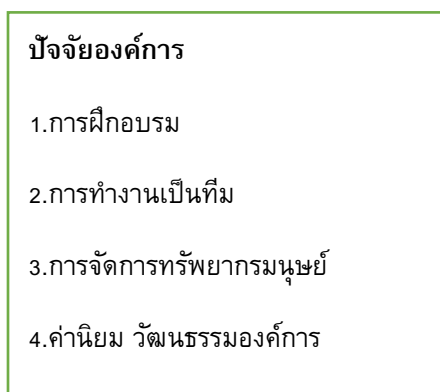 ปัจจัยองค์การ
1.การฝึกอบรม
2.การทำงานเป็นทีม
3.การจัดการทรัพยากรมนุษย์
4.ค่านิยม วัฒนธรรมองค์การ